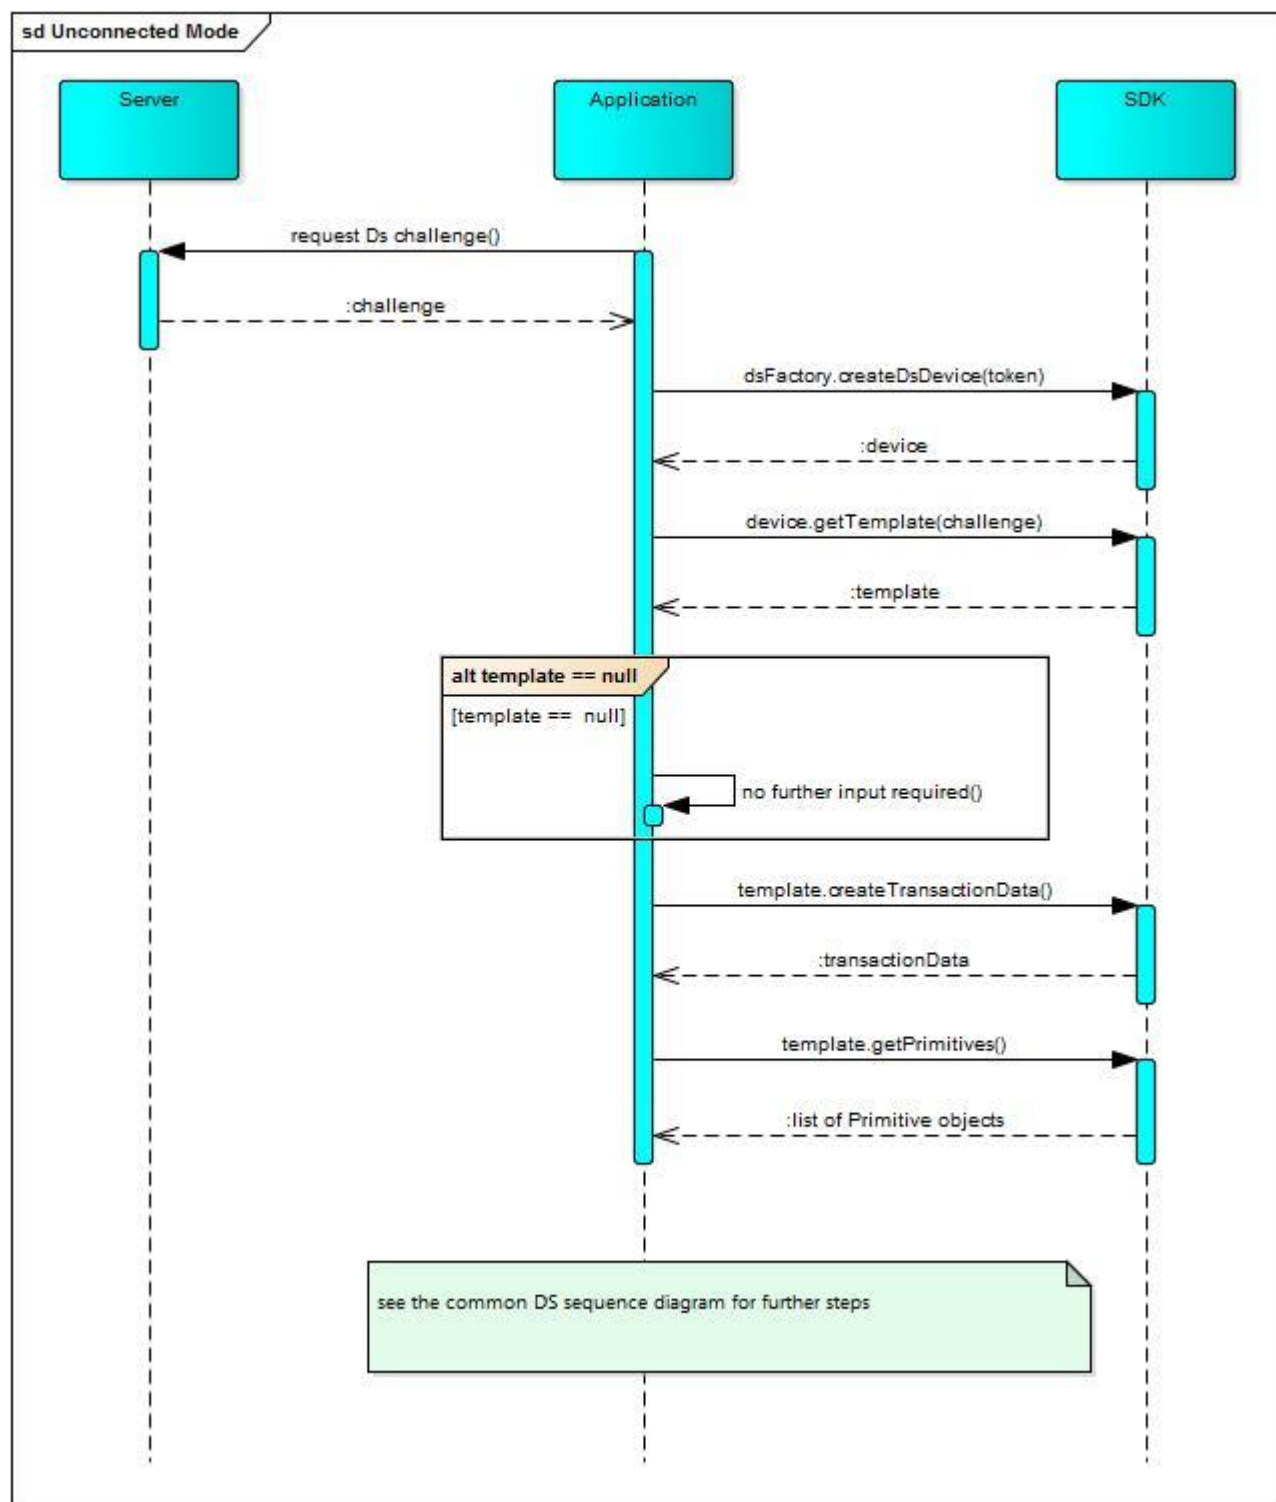 sd Unconnected Mode
Server
Application
SDK
request Ds challenge()
:challenge
dsFactory.createDsDevice(token)
:device
device.getTemplate(challenge)
:template
alt template == null
[template ==  null]
no further input required()
template.createTransactionData()
:transactionData
template.getPrimitives()
:list of Primitive objects
see the common DS sequence diagram for further steps